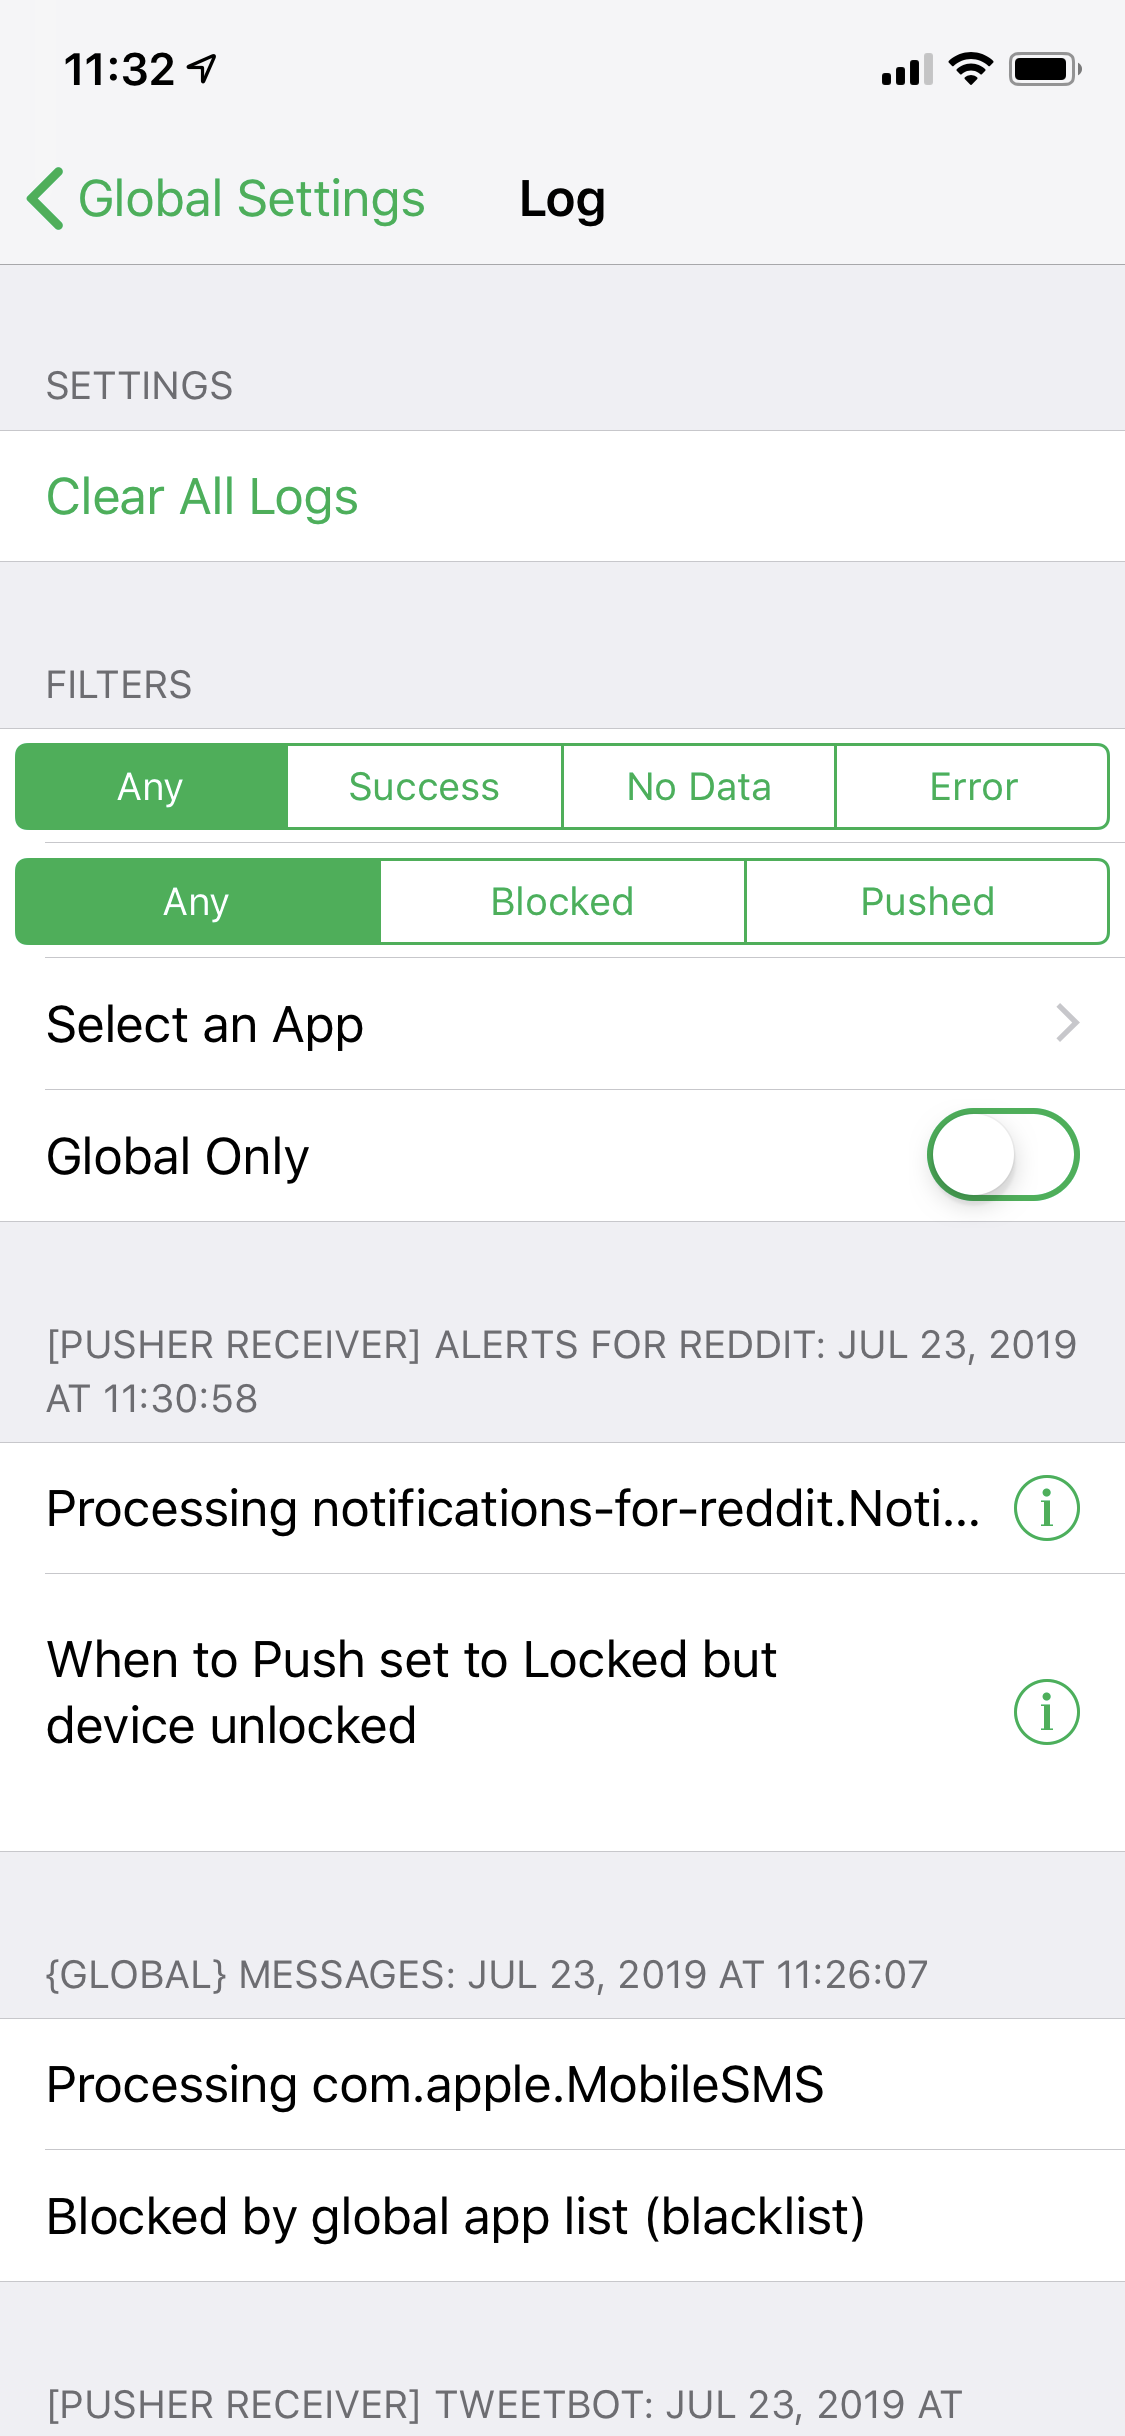 11:32
Global Settings
Log
SETTINGS
Clear All Logs
FILTERS
Any Success No Data Error
Any Blocked Pushed
Select an App
Global Only
[PUSHER RECEIVER] ALERTS FOR REDDIT: JUL 23, 2019
AT 11:30:58
Processing notifications-for-reddit.Noti...
When to Push set to Locked but
device unlocked
{GLOBAL} MESSAGES: JUL 23, 2019 AT 11:26:07
Processing com.apple.MobileSMS
Blocked by global app list (blacklist)
[PUSHER RECEIVER] TWEETBOT: JUL 23, 2019 AT